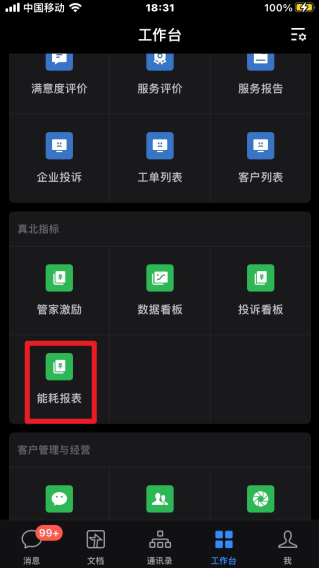 中国移动 18:31 100%
工作台
满意度评价 服务评价 服务报告
企业投诉 工单列表 客户列表
真北指标
管家激励 数据看板 投诉看板
能耗报表
客户管理与经营
99+
消息 文档 通讯录 工作台 我